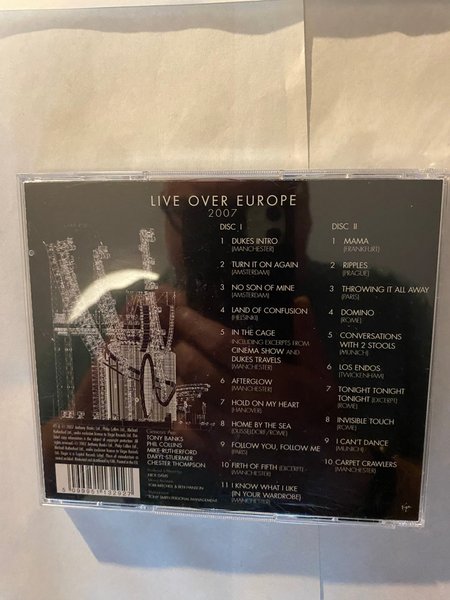 LIVE OVER EUROPE
2007
DISC I
1 DUKES INTRO
(MANCHESTER)
2 TURN IT ON AGAIN
(AMSTERDAM)
3 NO SON OF MINE
(AMSTERDAM)
4 LAND OF CONFUSION
(HELSINKI)
5 IN THE CAGE
INCLUDING EXCERPTS FROM
CINEMA SHOW AND
DUKES TRAVELS
(MANCHESTER)
6 AFTERGLOW
(MANCHESTER)
7 HOLD ON MY HEART
(HANOVER)
8 HOME BY THE SEA
(DUSSELDORF / ROME)
9 FOLLOW YOU, FOLLOW ME
(PARIS)
10 FIRTH OF FIFTH (EXCERPT)
(MANCHESTER)
11 I KNOW WHAT I LIKE
(IN YOUR WARDROBE)
(MANCHESTER)
DISC II
1 MAMA
(FRANKFURT)
2 RIPPLES
(PRAGUE)
3 THROWING IT ALL AWAY
(PARIS)
4 DOMINO
(ROME)
5 CONVERSATIONS
WITH 2 STOOLS
(MUNICH)
6 LOS ENDOS
(TWICKENHAM)
7 TONIGHT TONIGHT
TONIGHT (EXCERPT)
(ROME)
8 INVISIBLE TOUCH
(ROME)
9 I CAN'T DANCE
(MUNICH)
10 CARPET CRAWLERS
(MANCHESTER)
TONY BANKS
PHIL COLLINS
MIKE RUTHERFORD
DARYL STUERMER
CHESTER THOMPSON
NICK DAVIS
TONY SMITH PERSONAL MANAGEMENT